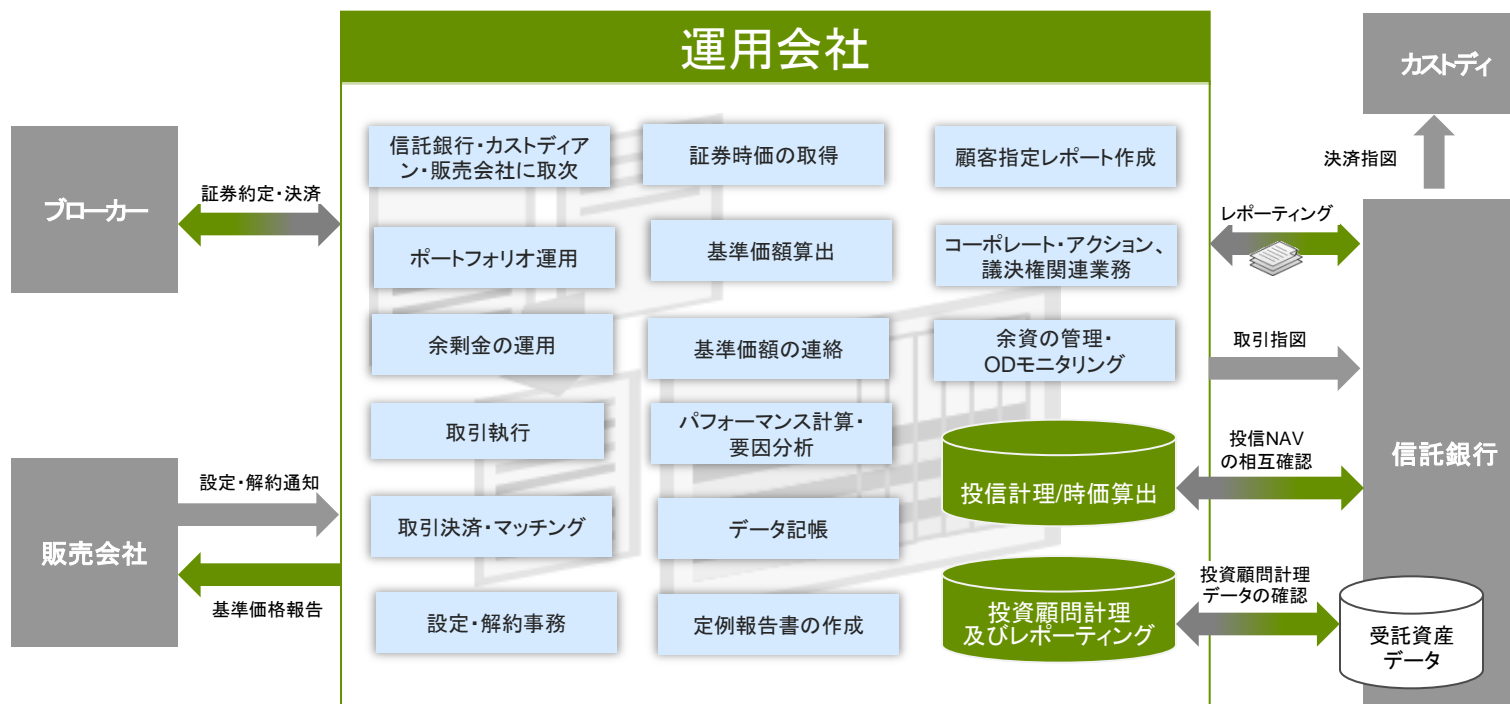 運用会社
カストディ
ブローカー
証券約定・決済
販売会社
設定・解約通知
基準価格報告
信託銀行・カストディア
ン・販売会社に取次
ポートフォリオ運用
余剰金の運用
取引執行
取引決済・マッチング
設定・解約事務
証券時価の取得
基準価額算出
基準価額の連絡
パフォーマンス計算・
要因分析
データ記帳
定例報告書の作成
顧客指定レポート作成
コーポレート・アクション、
議決権関連業務
余資の管理・
ODモニタリング
投信計理/時価算出
投資顧問計理
及びレポーティング
決済指図
レポーティング
取引指図
投信NAV
の相互確認
投資顧問計理
データの確認
信託銀行
受託資産
データ